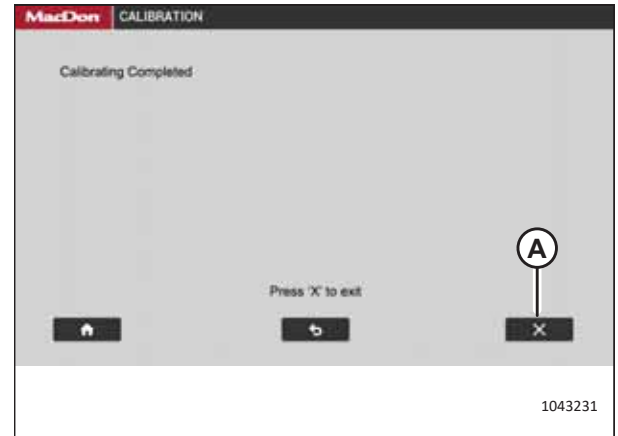 MacDon CALIBRATION
Calibrating Completed
A
Press 'X' to exit
1043231